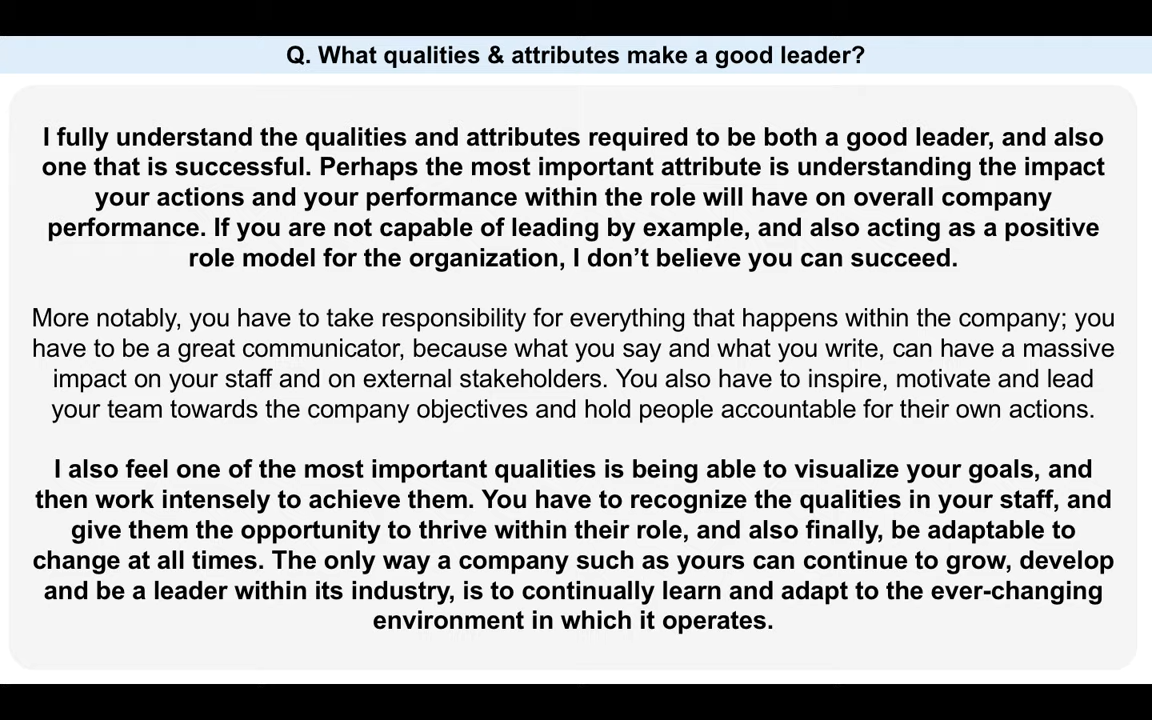 Q. What qualities & attributes make a good leader?
I fully understand the qualities and attributes required to be both a good leader, and also
one that is successful. Perhaps the most important attribute is understanding the impact
your actions and your performance within the role will have on overall company
performance. If you are not capable of leading by example, and also acting as a positive
role model for the organization, I don’t believe you can succeed.
More notably, you have to take responsibility for everything that happens within the company; you
have to be a great communicator, because what you say and what you write, can have a massive
impact on your staff and on external stakeholders. You also have to inspire, motivate and lead
your team towards the company objectives and hold people accountable for their own actions.
I also feel one of the most important qualities is being able to visualize your goals, and
then work intensely to achieve them. You have to recognize the qualities in your staff, and
give them the opportunity to thrive within their role, and also finally, be adaptable to
change at all times. The only way a company such as yours can continue to grow, develop
and be a leader within its industry, is to continually learn and adapt to the ever-changing
environment in which it operates.